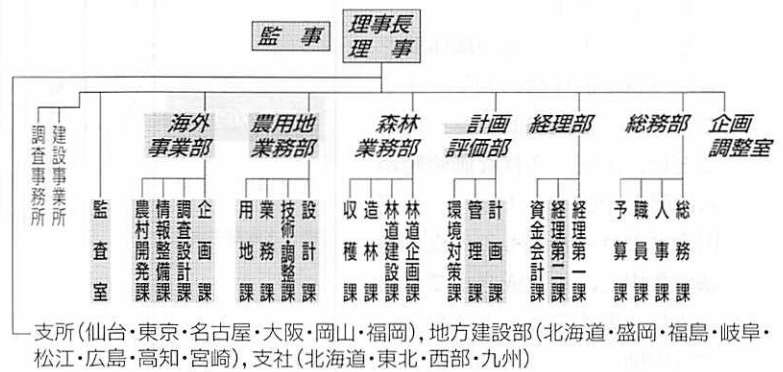 監事
理事長
理事
企画
調整室
総務部
総務課
人事課
職員課
予算課
経理部
経理第一課
経理第二課
資金会計課
計画
評価部
計画課
管理課
環境対策課
森林
業務部
林道企画課
林道建設課
造林課
収穫課
農用地
業務部
設計課
技術・調整課
業務課
用地課
海外
事業部
企画課
調査設計課
情報整備課
農村開発課
監査室
建設事業所
調査事務所
支所(仙台・東京・名古屋・大阪・岡山・福岡),地方建設部(北海道・盛岡・福島・岐阜・
松江・広島・高知・宮崎),支社(北海道・東北・西部・九州)